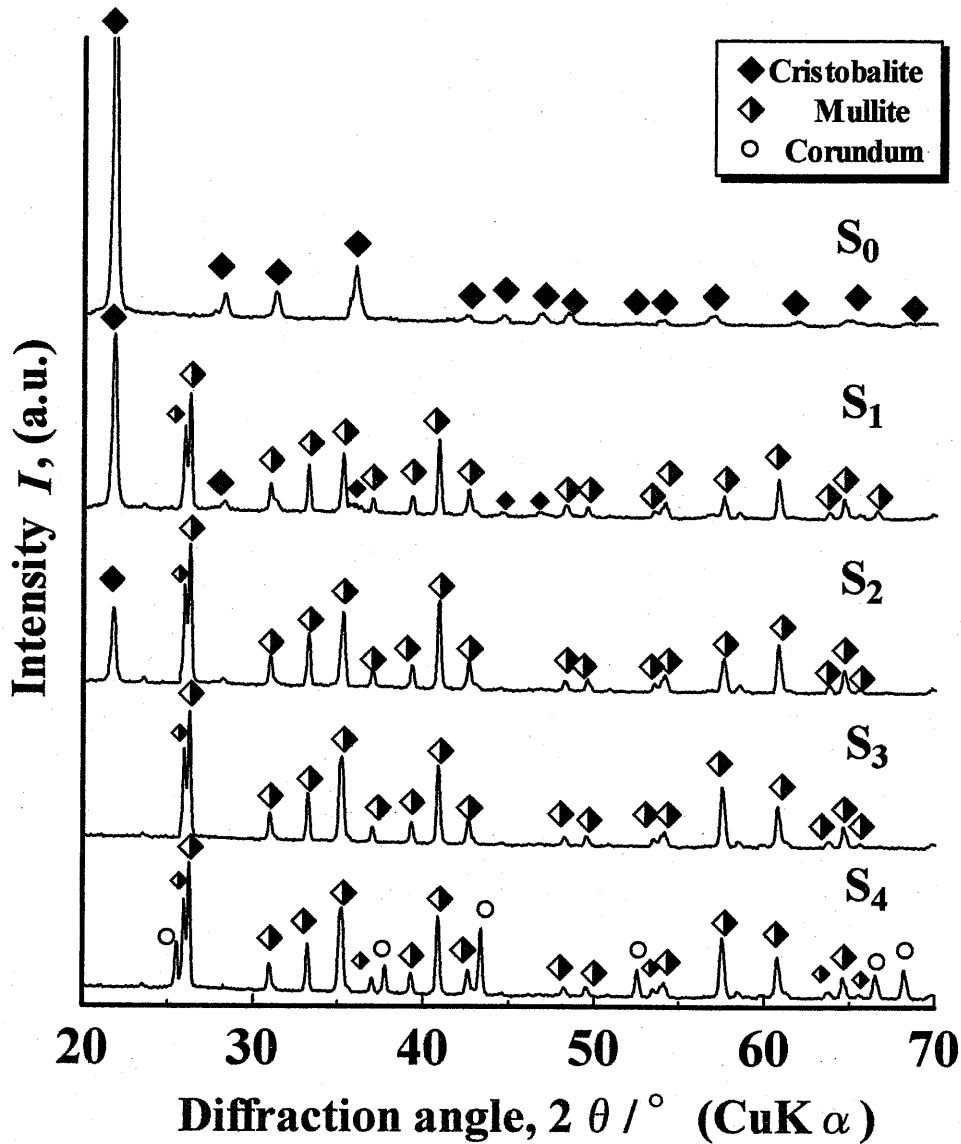 ◆Cristobalite
Mullite
Corundum
S₀
S₁
S₂
S₃
S₄
Intensity I, (a.u.)
20 30 40 50 60 70
Diffraction angle, 2 θ / ° (CuK α)